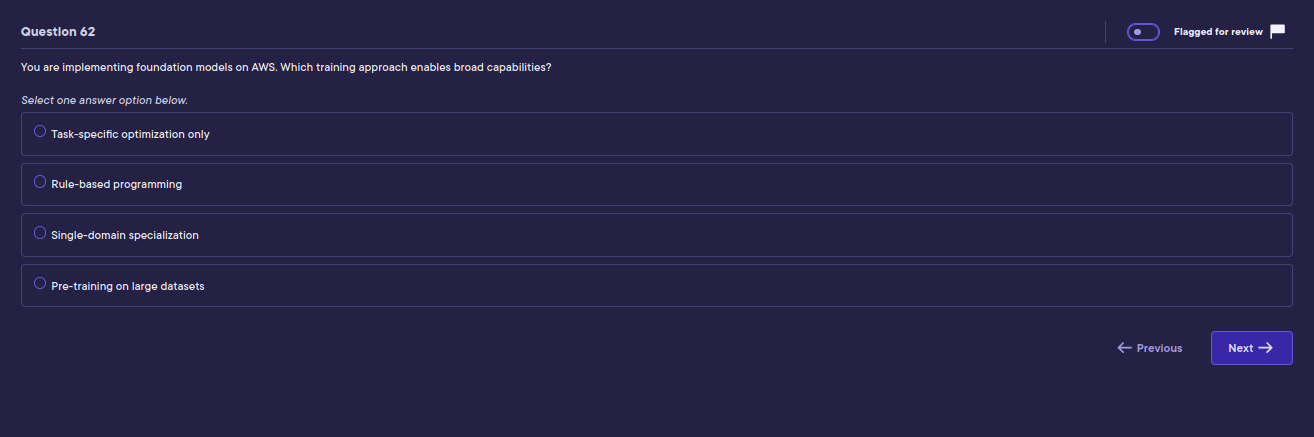 Question 62
Flagged for review
You are implementing foundation models on AWS. Which training approach enables broad capabilities?
Select one answer option below.
Task-specific optimization only
Rule-based programming
Single-domain specialization
Pre-training on large datasets
Previous
Next